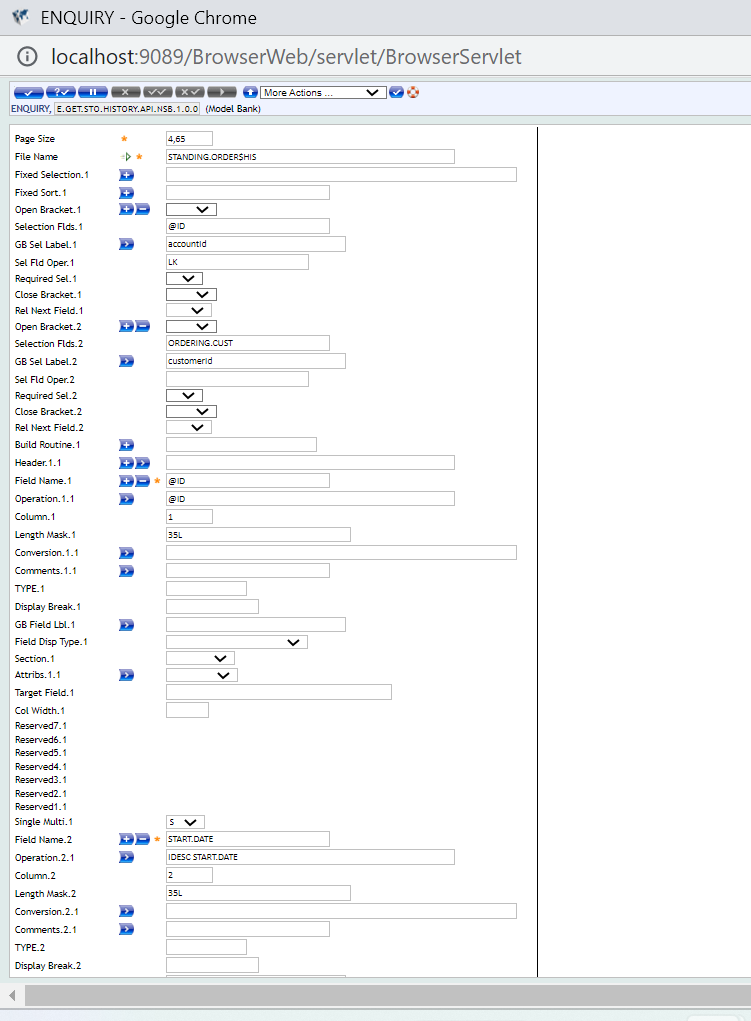 ENQUIRY - Google Chrome
localhost:9089/BrowserWeb/servlet/BrowserServlet
More Actions ...
ENQUIRY, E.GET.STO.HISTORY.API.NSB.1.0.0 (Model Bank)
Page Size * 4,65
File Name * STANDING.ORDER$HIS
Fixed Selection.1
Fixed Sort.1
Open Bracket.1
Selection Flds.1 @ID
GB Sel Label.1 accountId
Sel Fld Oper.1 LK
Required Sel.1
Close Bracket.1
Rel Next Field.1
Open Bracket.2
Selection Flds.2 ORDERING.CUST
GB Sel Label.2 customerId
Sel Fld Oper.2
Required Sel.2
Close Bracket.2
Rel Next Field.2
Build Routine.1
Header.1.1
Field Name.1 * @ID
Operation.1.1 @ID
Column.1 1
Length Mask.1 35L
Conversion.1.1
Comments.1.1
TYPE.1
Display Break.1
GB Field Lbl.1
Field Disp Type.1
Section.1
Attribs.1.1
Target Field.1
Col Width.1
Reserved7.1
Reserved6.1
Reserved5.1
Reserved4.1
Reserved3.1
Reserved2.1
Reserved1.1
Single Multi.1 S
Field Name.2 * START.DATE
Operation.2.1 IDESC START.DATE
Column.2 2
Length Mask.2 35L
Conversion.2.1
Comments.2.1
TYPE.2
Display Break.2